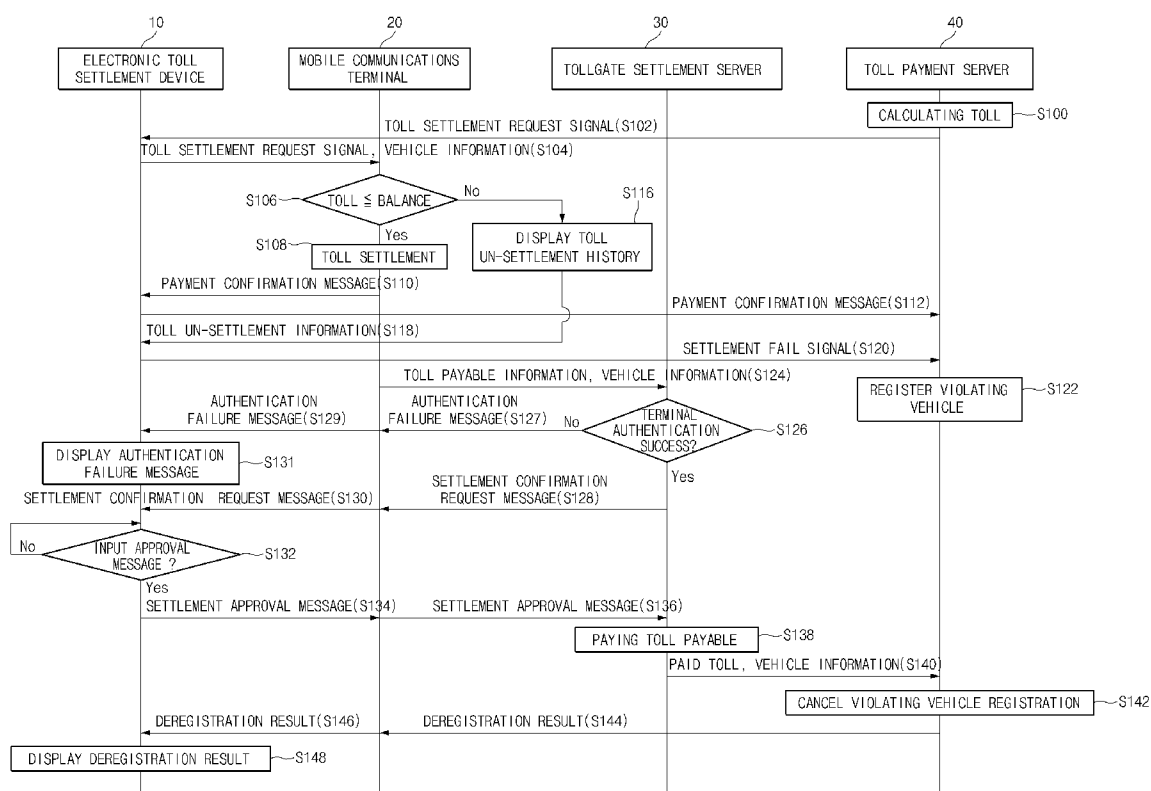 10
20
30
40
ELECTRONIC TOLL
SETTLEMENT DEVICE
MOBILE COMMUNICATIONS
TERMINAL
TOLLGATE SETTLEMENT SERVER
TOLL PAYMENT SERVER
CALCULATING TOLL
S100
TOLL SETTLEMENT REQUEST SIGNAL(S102)
TOLL SETTLEMENT REQUEST SIGNAL, VEHICLE INFORMATION(S104)
S106
TOLL ≦ BALANCE
No
Yes
S116
DISPLAY TOLL
UN-SETTLEMENT HISTORY
S108
TOLL SETTLEMENT
PAYMENT CONFIRMATION MESSAGE(S110)
PAYMENT CONFIRMATION MESSAGE(S112)
TOLL UN-SETTLEMENT INFORMATION(S118)
SETTLEMENT FAIL SIGNAL(S120)
TOLL PAYABLE INFORMATION, VEHICLE INFORMATION(S124)
REGISTER VIOLATING
VEHICLE
S122
AUTHENTICATION
FAILURE MESSAGE(S129)
AUTHENTICATION
FAILURE MESSAGE(S127)
No
TERMINAL
AUTHENTICATION
SUCCESS?
S126
Yes
DISPLAY AUTHENTICATION
FAILURE MESSAGE
S131
SETTLEMENT CONFIRMATION
REQUEST MESSAGE(S128)
SETTLEMENT CONFIRMATION REQUEST MESSAGE(S130)
No
INPUT APPROVAL
MESSAGE ?
S132
Yes
SETTLEMENT APPROVAL MESSAGE(S134)
SETTLEMENT APPROVAL MESSAGE(S136)
PAYING TOLL PAYABLE
S138
PAID TOLL, VEHICLE INFORMATION(S140)
CANCEL VIOLATING VEHICLE REGISTRATION
S142
DEREGISTRATION RESULT(S146)
DEREGISTRATION RESULT(S144)
DISPLAY DEREGISTRATION RESULT
S148